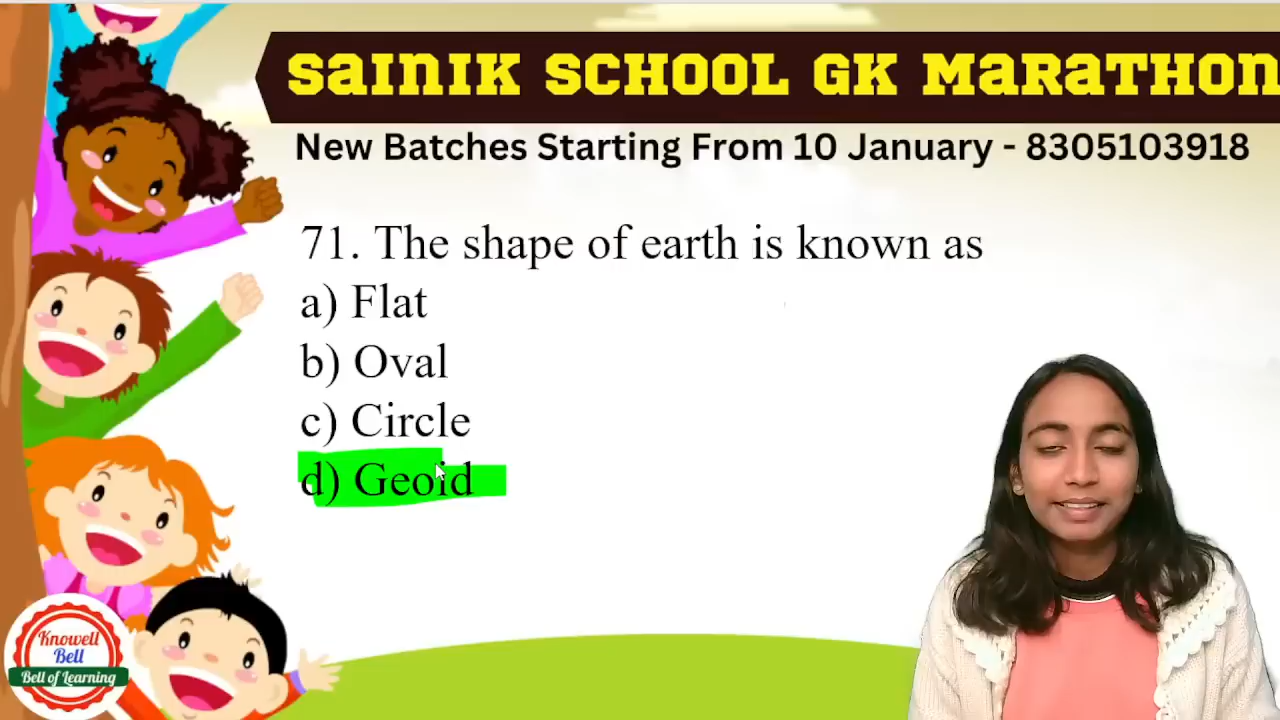 SAINIK SCHOOL GK MARATHON
New Batches Starting From 10 January - 8305103918
71. The shape of earth is known as
a) Flat
b) Oval
c) Circle
d) Geoid
Knowell
Bell
Bell of Learning